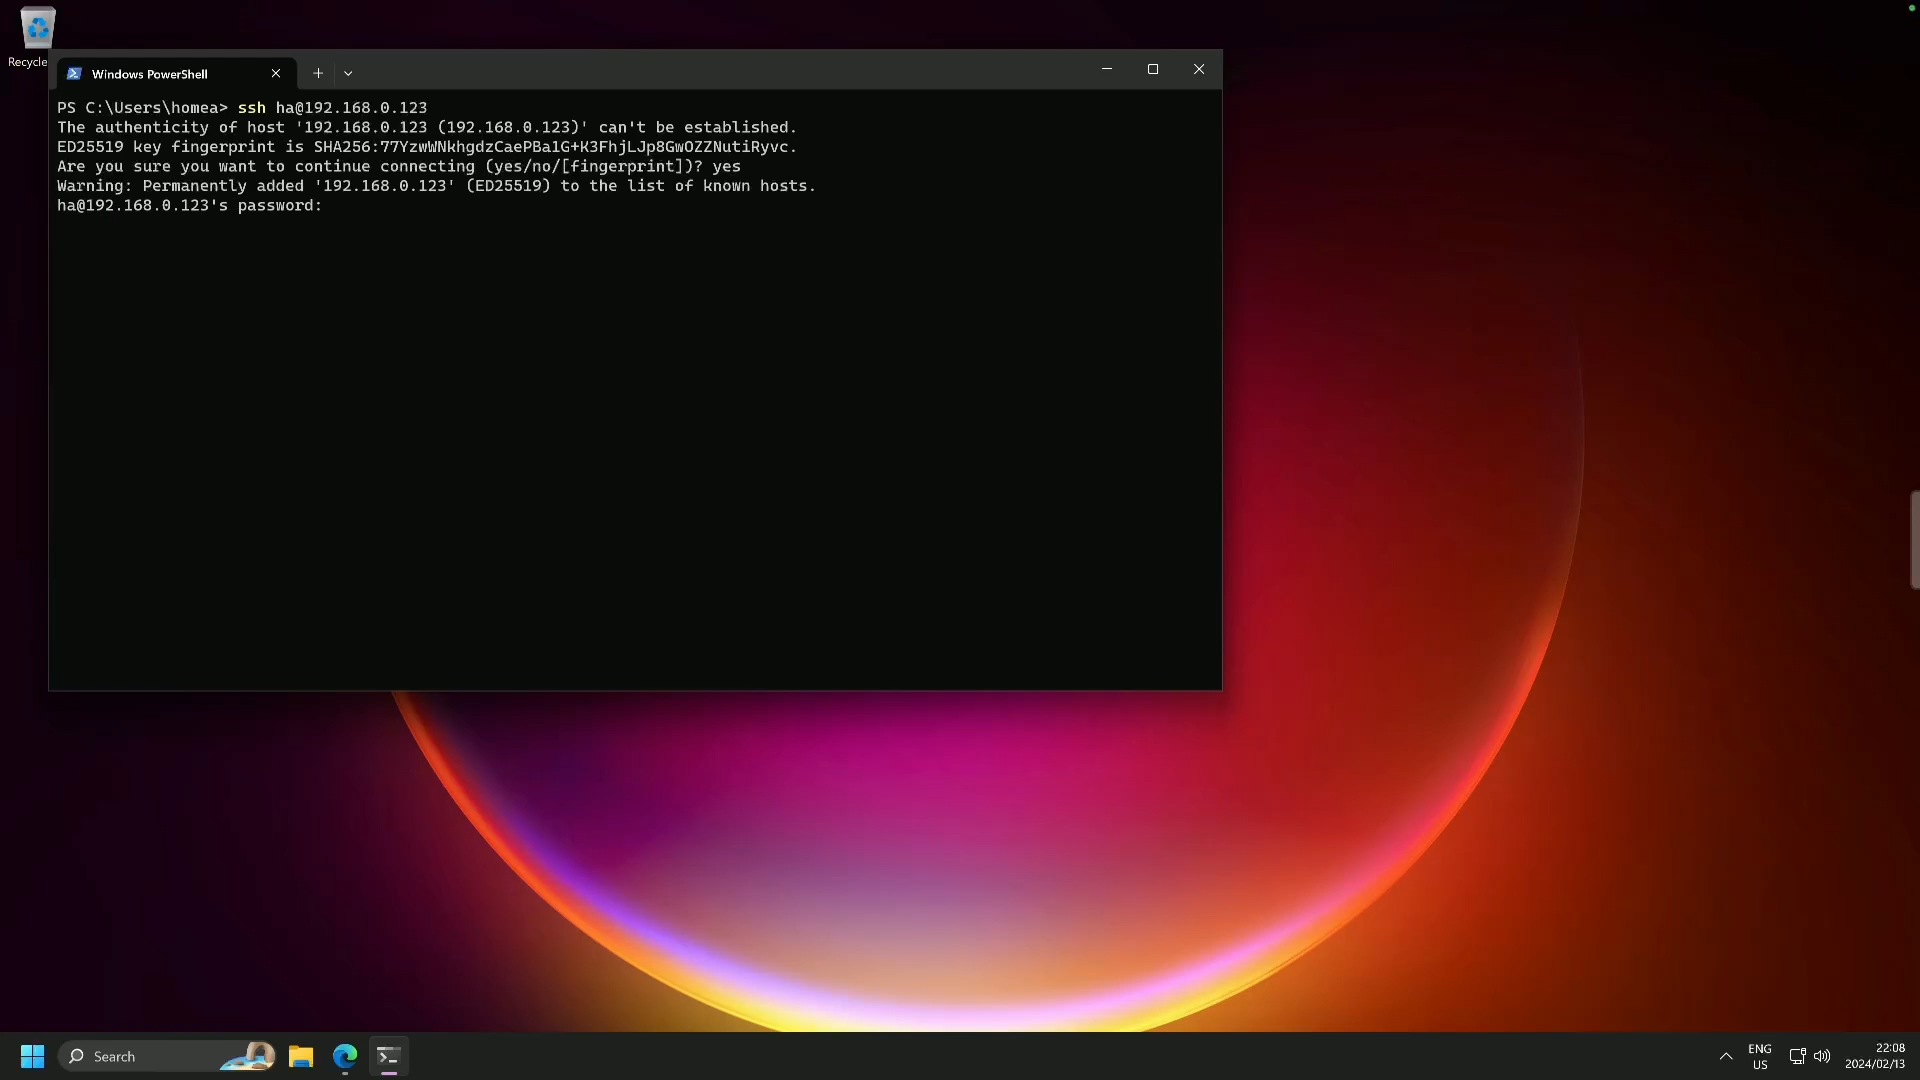 Recycle
Windows PowerShell
PS C:\Users\homea> ssh ha@192.168.0.123
The authenticity of host '192.168.0.123 (192.168.0.123)' can't be established.
ED25519 key fingerprint is SHA256:77YzwWNkhgdzCaePBa1G+K3FhjLJp8GwOZZNutiRyvc.
Are you sure you want to continue connecting (yes/no/[fingerprint])? yes
Warning: Permanently added '192.168.0.123' (ED25519) to the list of known hosts.
ha@192.168.0.123's password:
Search
ENG
US
22:08
2024/02/13